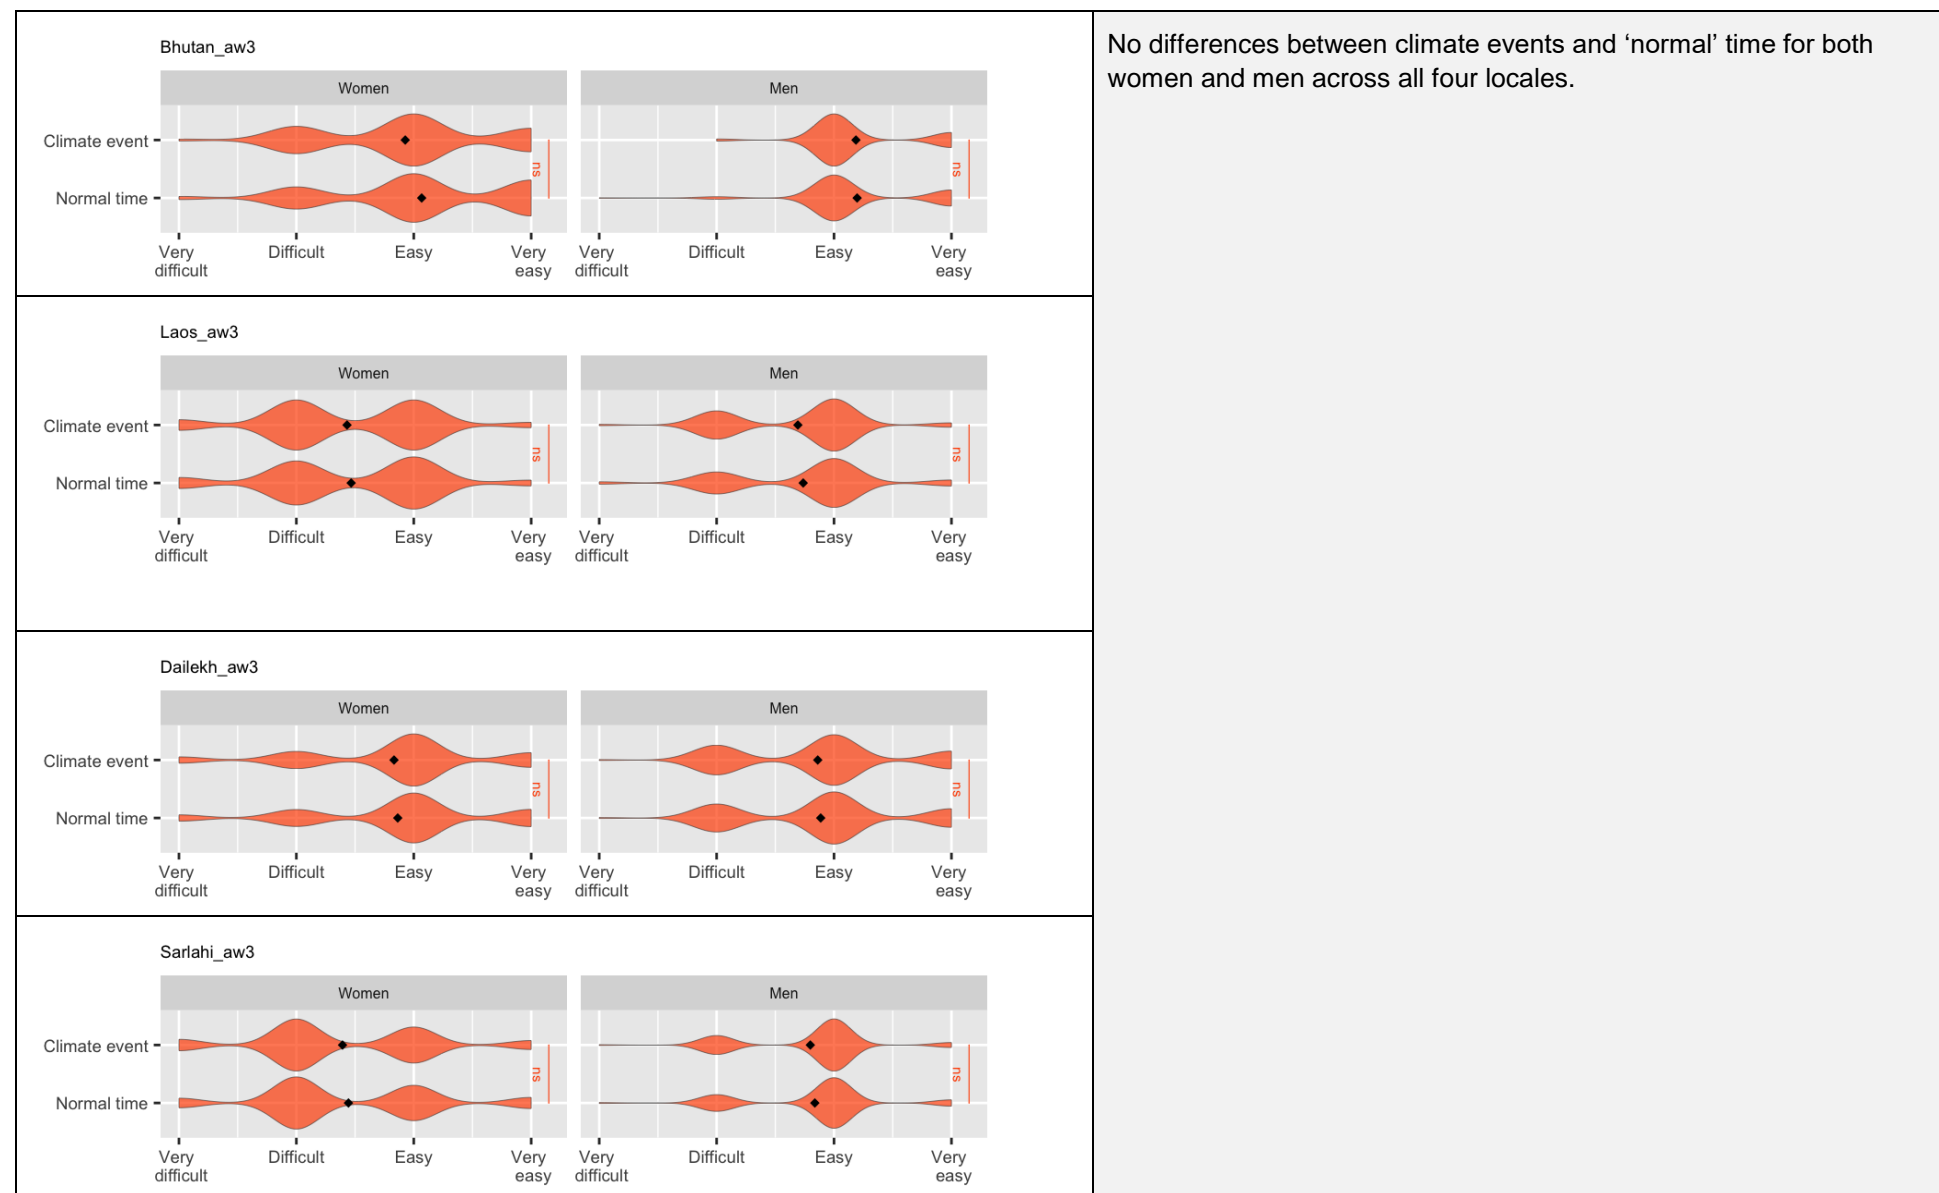 Bhutan_aw3
Women
Men
Climate event
Normal time
ns
ns
Very difficult
Difficult
Easy
Very easy
Very difficult
Difficult
Easy
Very easy
No differences between climate events and ‘normal’ time for both
women and men across all four locales.
Laos_aw3
Women
Men
Climate event
Normal time
ns
ns
Very difficult
Difficult
Easy
Very easy
Very difficult
Difficult
Easy
Very easy
Dailekh_aw3
Women
Men
Climate event
Normal time
ns
ns
Very difficult
Difficult
Easy
Very easy
Very difficult
Difficult
Easy
Very easy
Sarlahi_aw3
Women
Men
Climate event
Normal time
ns
ns
Very difficult
Difficult
Easy
Very easy
Very difficult
Difficult
Easy
Very easy